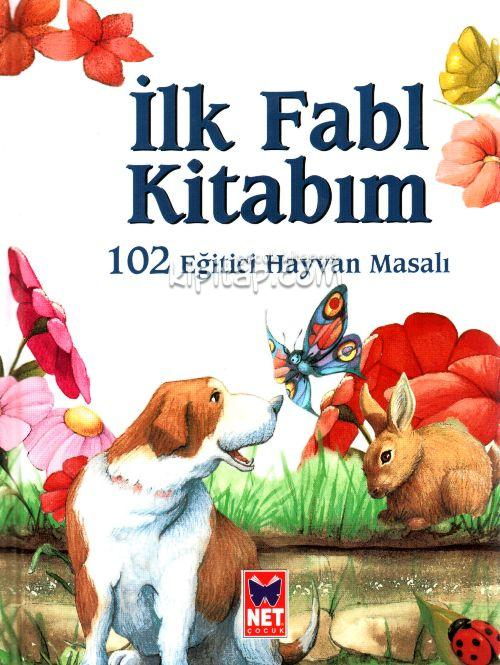 İlk Fabl
Kitabım
102 Eğitici Hayvan Masalı
kitap.com
NET
ÇOCUK